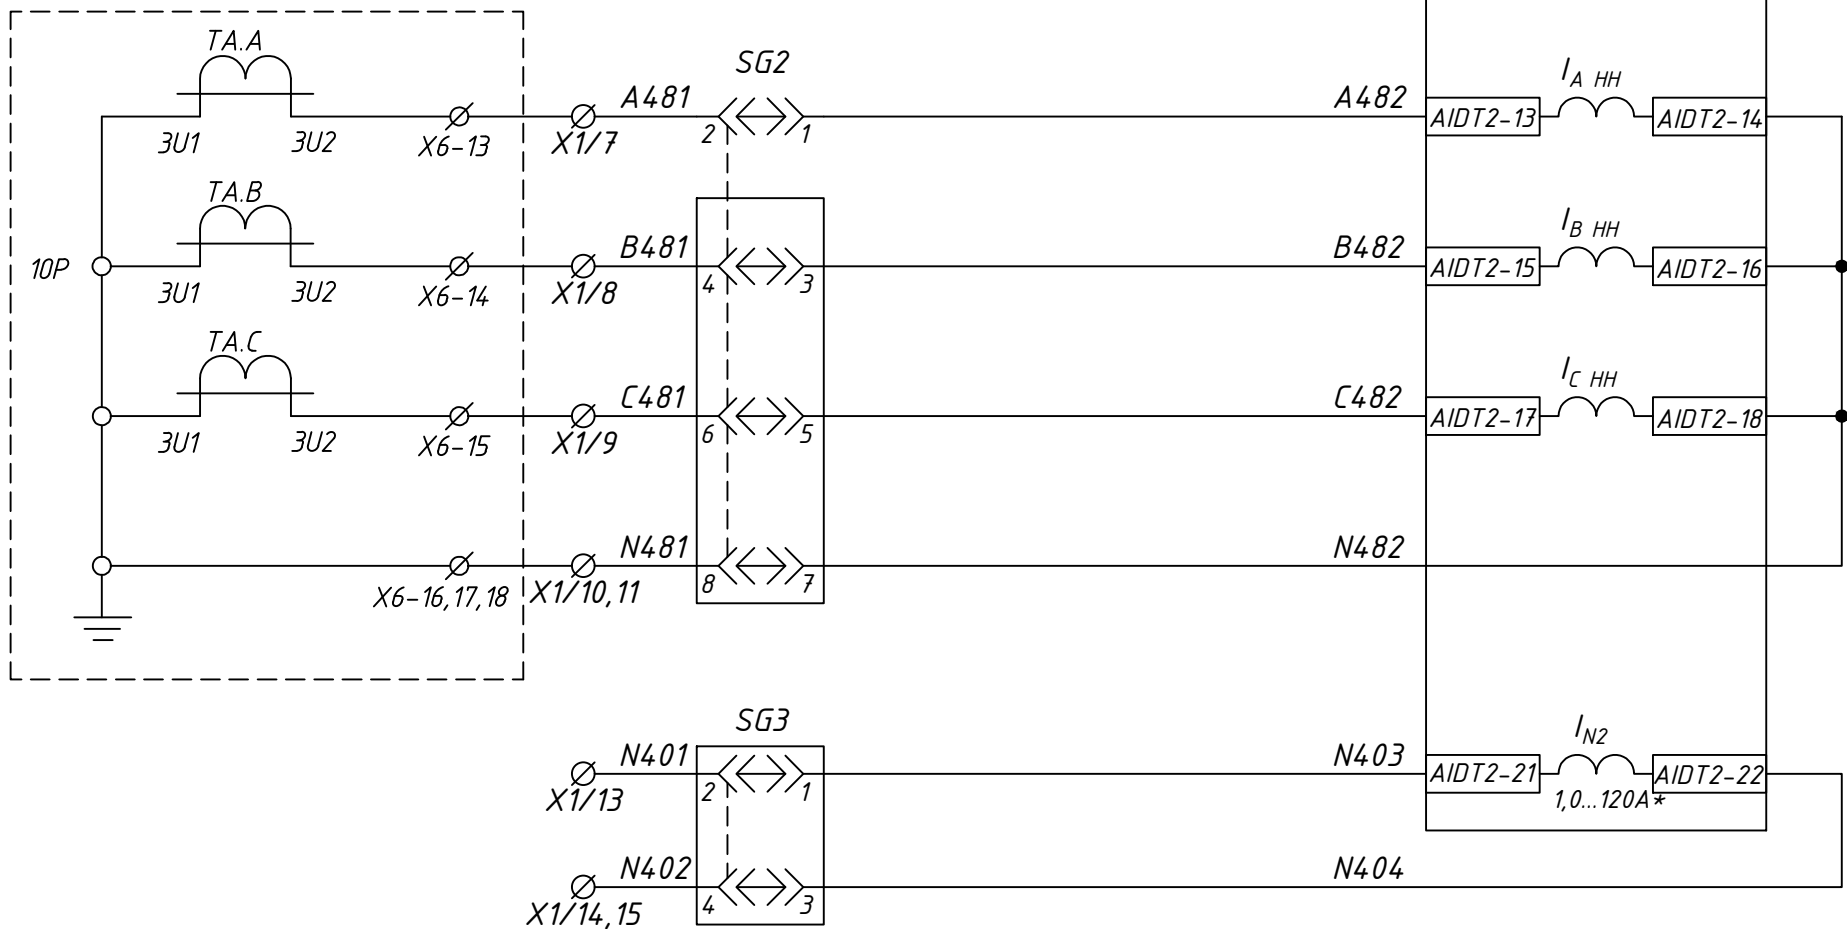 TA.A
SG2
I A HH
A481
A482
AIDT2-13
AIDT2-14
3U1
3U2
X6-13
X1/7
2
1
TA.B
I B HH
B481
B482
10P
AIDT2-15
AIDT2-16
3U1
3U2
X6-14
X1/8
4
3
TA.C
I C HH
C481
C482
AIDT2-17
AIDT2-18
3U1
3U2
X6-15
X1/9
6
5
N481
N482
X6-16,17,18
X1/10,11
8
7
SG3
I N2
N401
N403
AIDT2-21
AIDT2-22
X1/13
2
1
1,0...120A*
N402
N404
X1/14,15
4
3